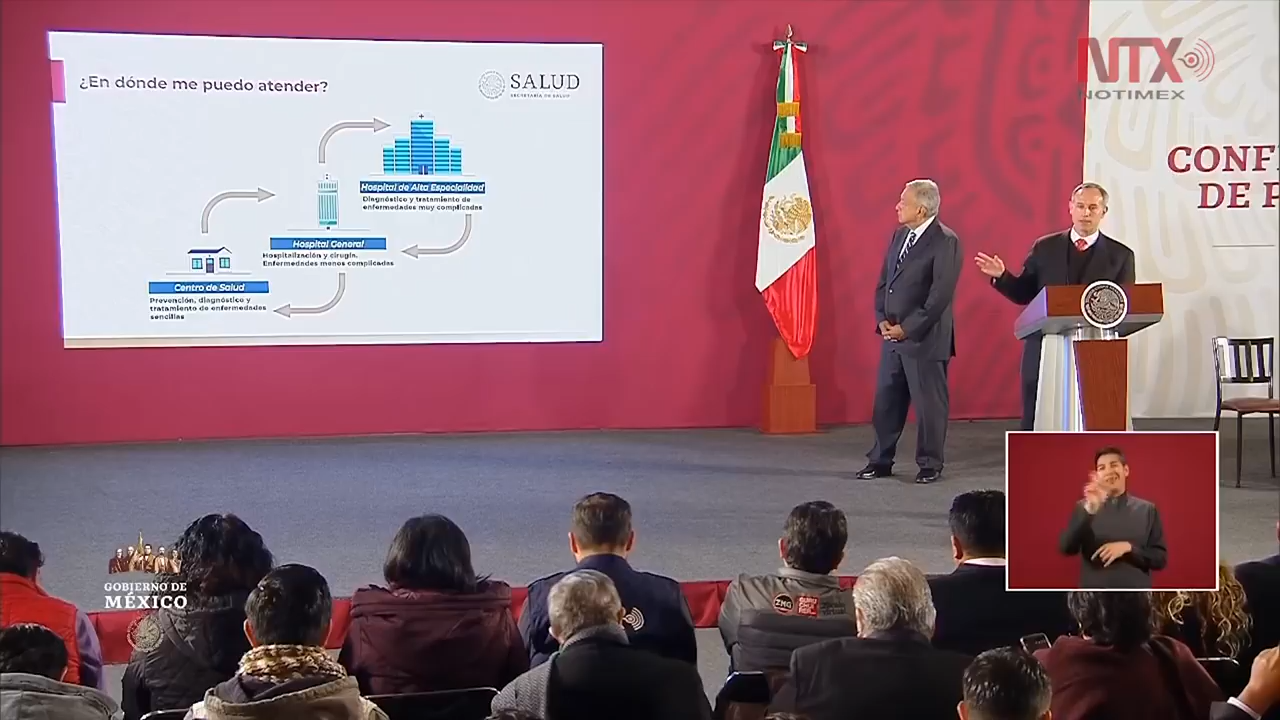 ¿En dónde me puedo atender?
SALUD
SECRETARÍA DE SALUD
Hospital de Alta Especialidad
Diagnóstico y tratamiento de
enfermedades muy complicadas
Hospital General
Hospitalización y cirugía.
Enfermedades menos complicadas
Centro de Salud
Prevención, diagnóstico y
tratamiento de enfermedades
sencillas
NTX
NOTIMEX
CONF
DE P
GOBIERNO DE
MÉXICO
ZMG